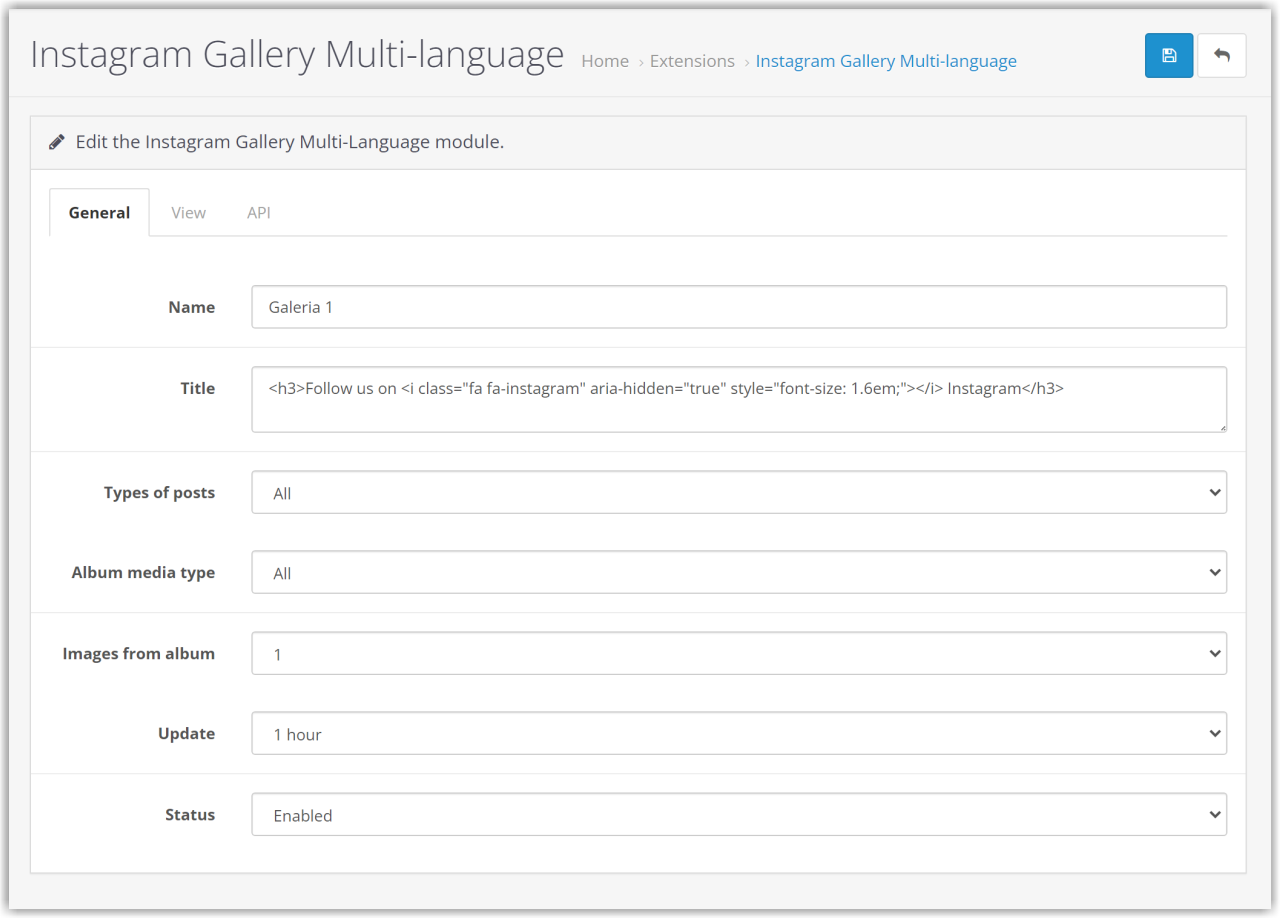 Instagram Gallery Multi-language
Home › Extensions › Instagram Gallery Multi-language
Edit the Instagram Gallery Multi-Language module.
General View API
Name Galeria 1
Title <h3>Follow us on <i class="fa fa-instagram" aria-hidden="true" style="font-size: 1.6em;"></i> Instagram</h3>
Types of posts All
Album media type All
Images from album 1
Update 1 hour
Status Enabled